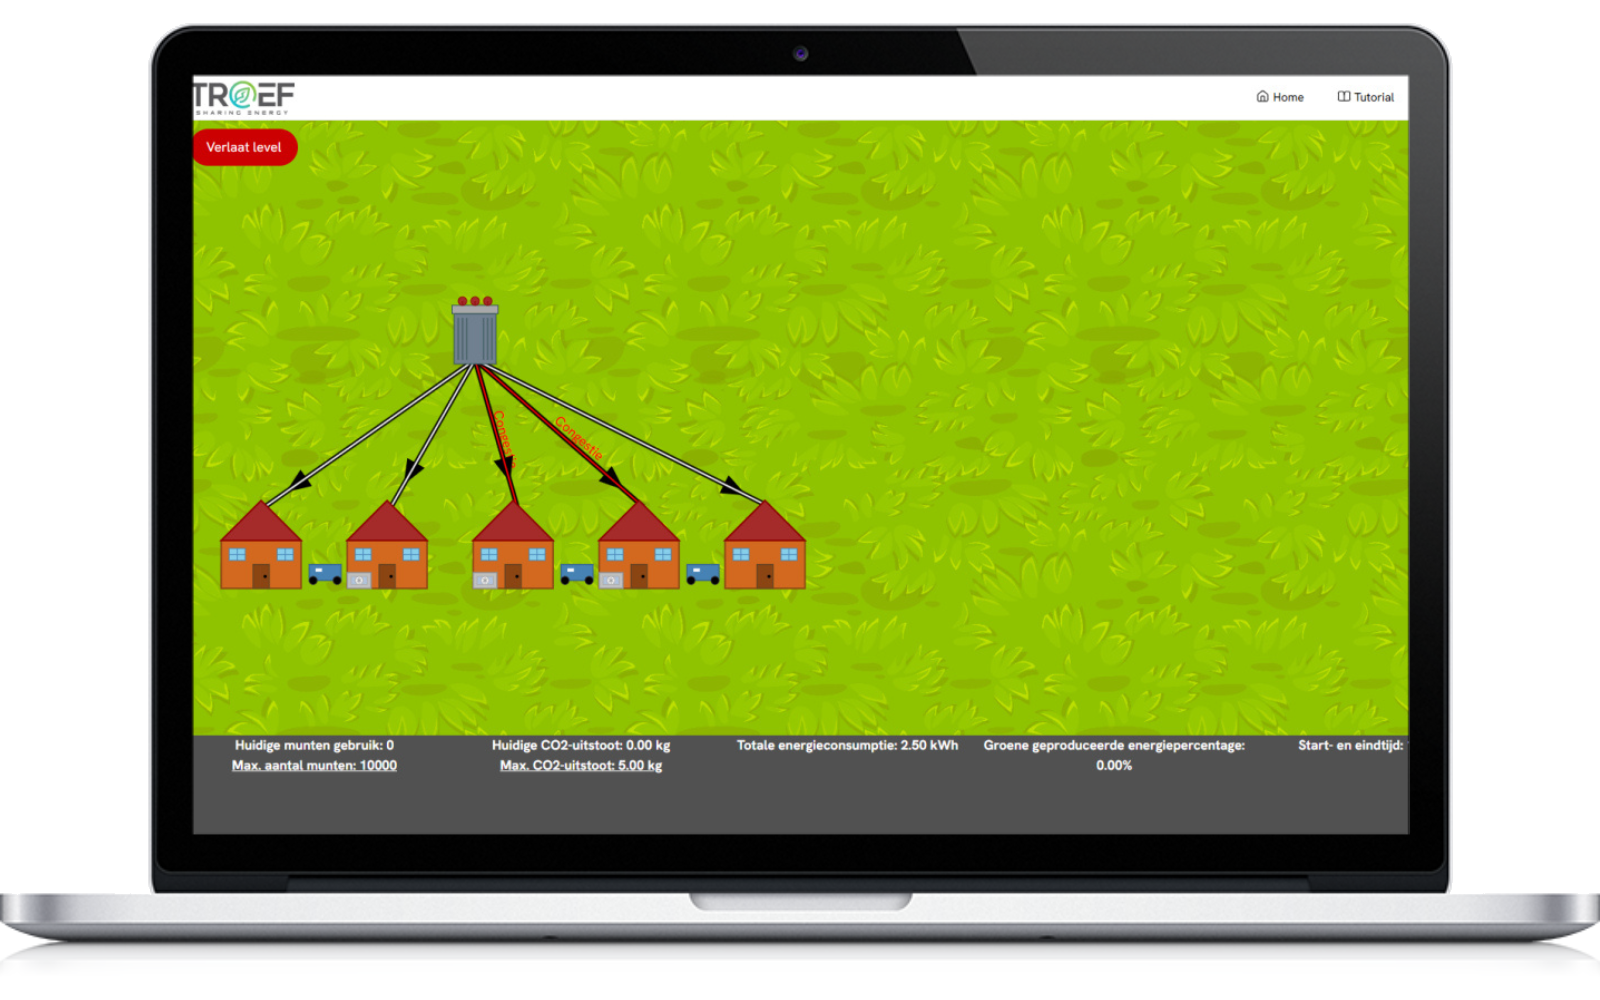 TROEF
SHARING ENERGY
Home
Tutorial
Verlaat level
Congestie
Congestie
Huidige munten gebruik: 0
Max. aantal munten: 10000
Huidige CO2-uitstoot: 0.00 kg
Max. CO2-uitstoot: 5.00 kg
Totale energieconsumptie: 2.50 kWh
Groene geproduceerde energiepercentage:
0.00%
Start- en eindtijd: